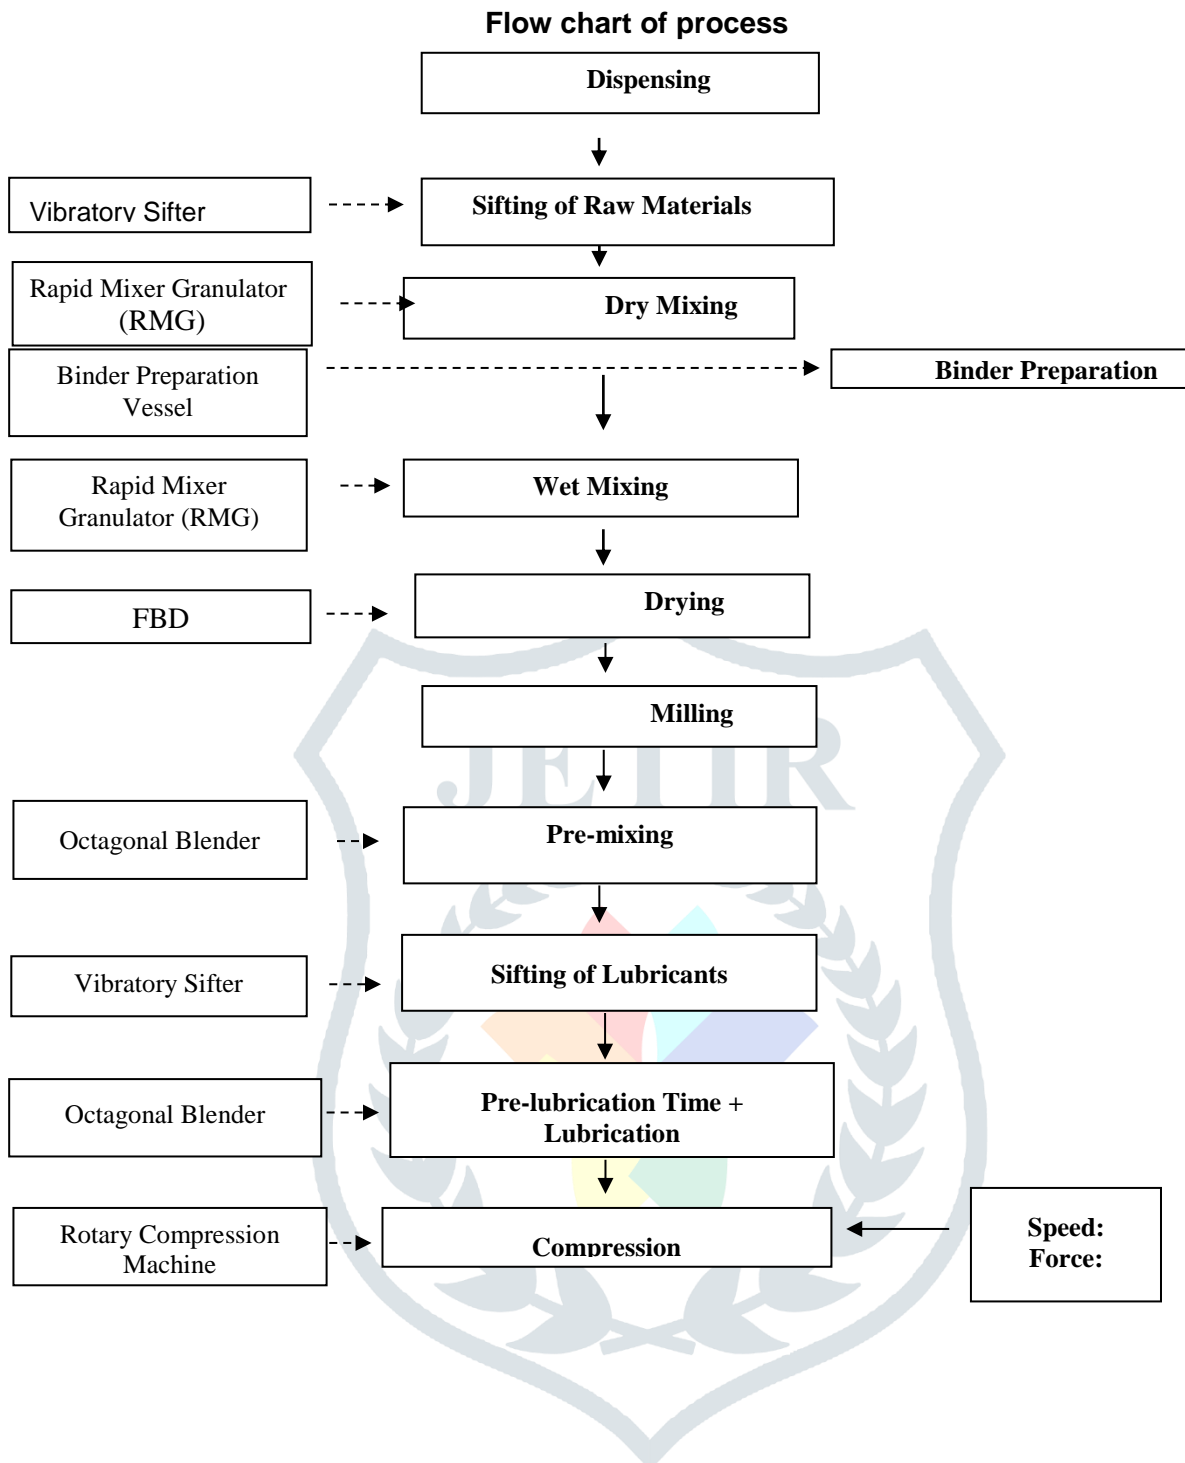 Flow chart of process
Dispensing
Vibratory Sifter
Sifting of Raw Materials
Rapid Mixer Granulator
(RMG)
Dry Mixing
Binder Preparation
Vessel
Binder Preparation
Rapid Mixer
Granulator (RMG)
Wet Mixing
FBD
Drying
Milling
JETIR
Octagonal Blender
Pre-mixing
Vibratory Sifter
Sifting of Lubricants
Octagonal Blender
Pre-lubrication Time +
Lubrication
Rotary Compression
Machine
Compression
Speed:
Force: